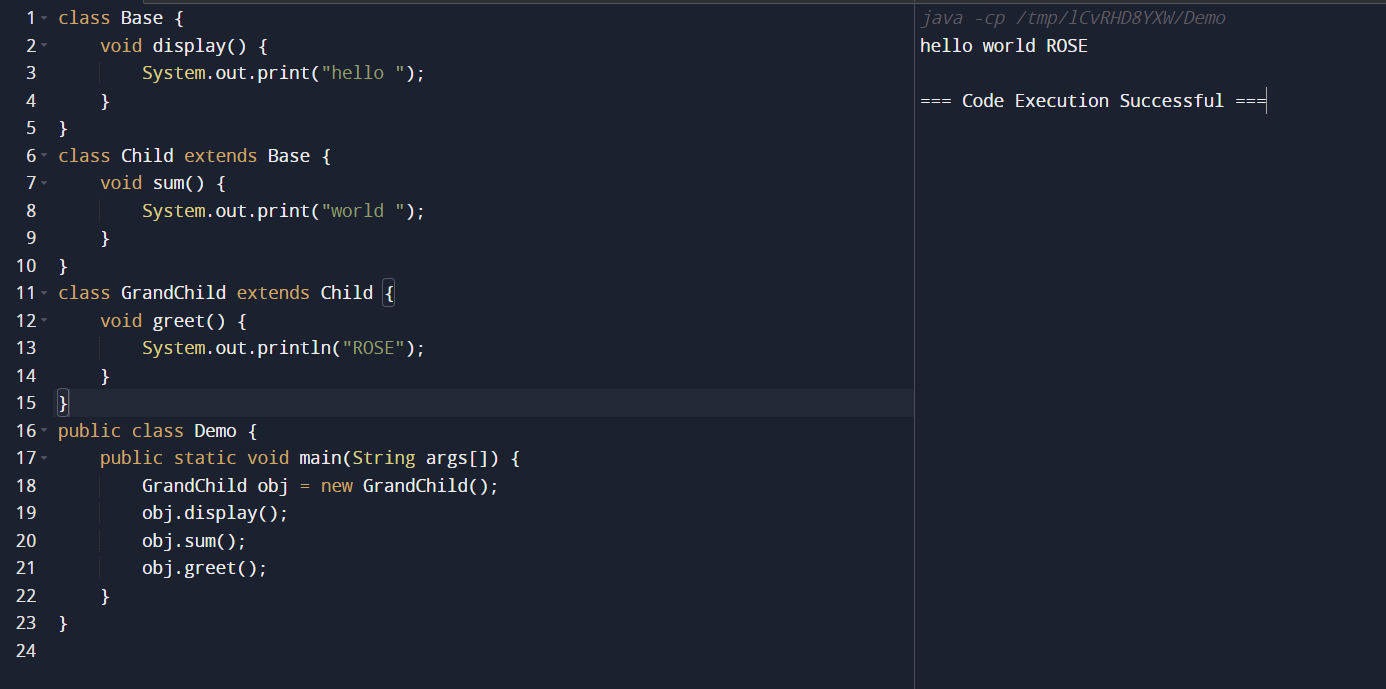 1 class Base {
2     void display() {
3         System.out.print("hello ");
4     }
5 }
6 class Child extends Base {
7     void sum() {
8         System.out.print("world ");
9     }
10 }
11 class GrandChild extends Child {
12     void greet() {
13         System.out.println("ROSE");
14     }
15 }
16 public class Demo {
17     public static void main(String args[]) {
18         GrandChild obj = new GrandChild();
19         obj.display();
20         obj.sum();
21         obj.greet();
22     }
23 }
24
java -cp /tmp/lCvRHD8YXW/Demo
hello world ROSE
=== Code Execution Successful ===